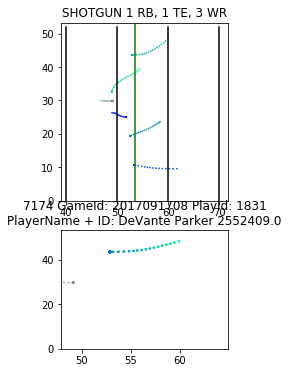 SHOTGUN 1 RB, 1 TE, 3 WR
50
40
30
20
10
0
40 50 60 70
7174 GameId: 2017091708 PlayId: 1831
PlayerName + ID: DeVante Parker 2552409.0
20
0
50 55 60